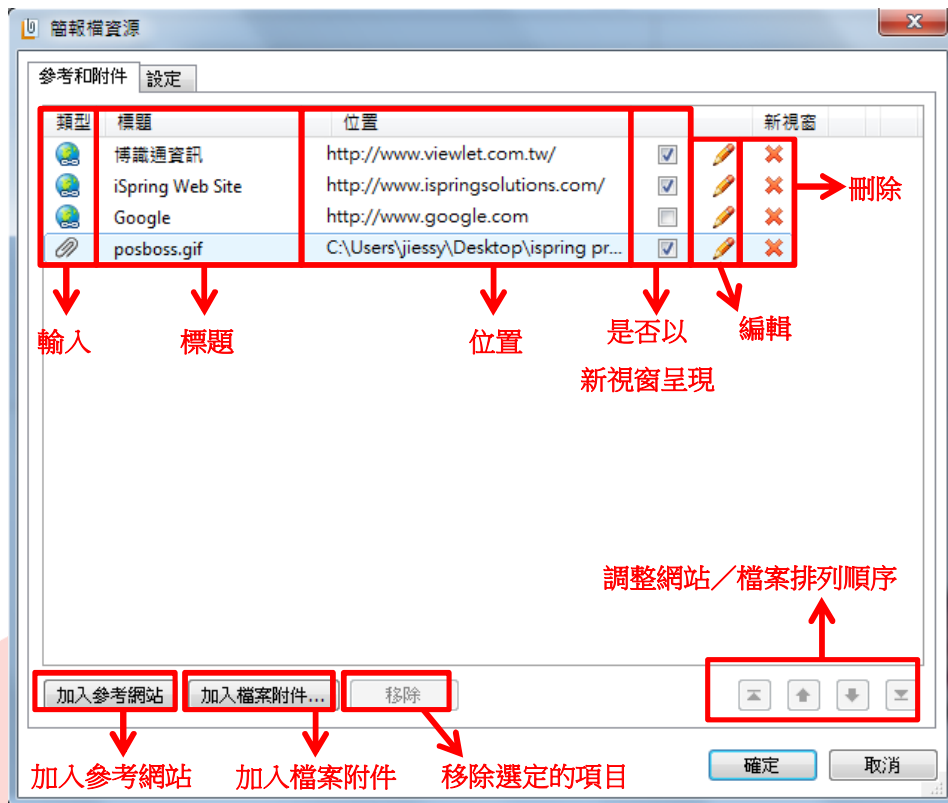 簡報檔資源
參考和附件 設定
類型 標題 位置 新視窗
博識通資訊 http://www.viewlet.com.tw/
iSpring Web Site http://www.ispringsolutions.com/
Google http://www.google.com
posboss.gif C:\Users\jiessy\Desktop\ispring pr...
刪除
輸入 標題 位置 是否以 編輯
新視窗呈現
調整網站／檔案排列順序
加入參考網站 加入檔案附件... 移除
加入參考網站 加入檔案附件 移除選定的項目
確定 取消